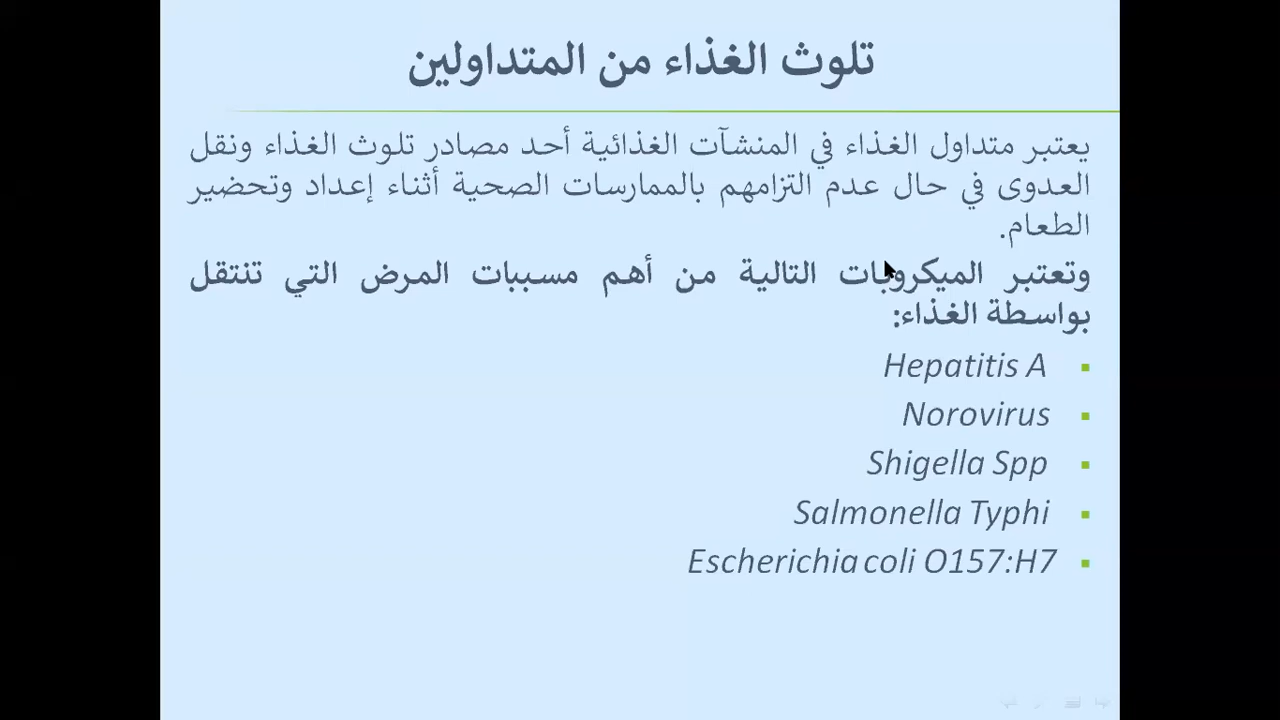 تلوث الغذاء من المتداولين
يعتبر متداول الغذاء في المنشآت الغذائية أحد مصادر تلوث الغذاء ونقل
العدوى في حال عدم التزامهم بالممارسات الصحية أثناء إعداد وتحضير
الطعام.
وتعتبر الميكروبات التالية من أهم مسببات المرض التي تنتقل
بواسطة الغذاء:
▪ Hepatitis A
▪ Norovirus
▪ Shigella Spp
▪ Salmonella Typhi
▪ Escherichia coli O157:H7